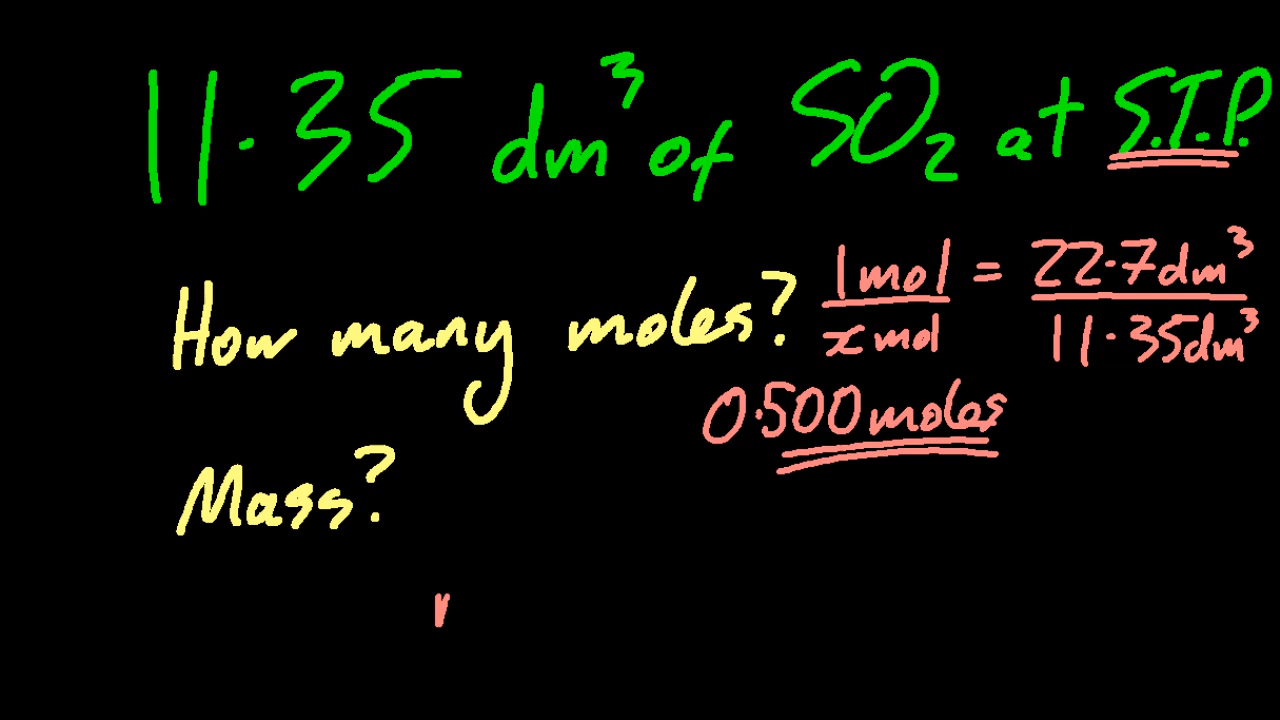 11.35 dm³ of SO₂ at S.T.P.
How many moles? 1 mol = 22.7 dm³
x mol 11.35 dm³
0.500 moles
Mass?